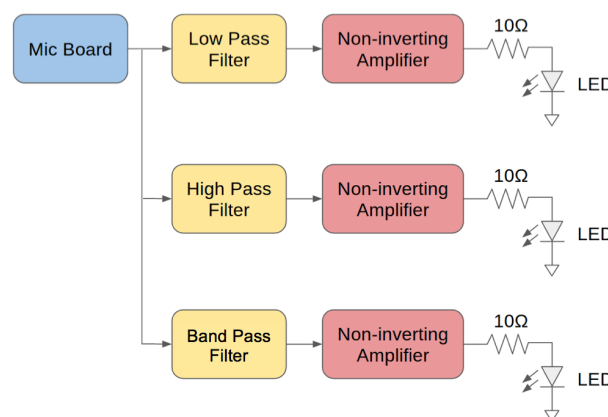 Mic Board
Low Pass
Filter
Non-inverting
Amplifier
10Ω
LED
High Pass
Filter
Non-inverting
Amplifier
10Ω
LED
Band Pass
Filter
Non-inverting
Amplifier
10Ω
LED